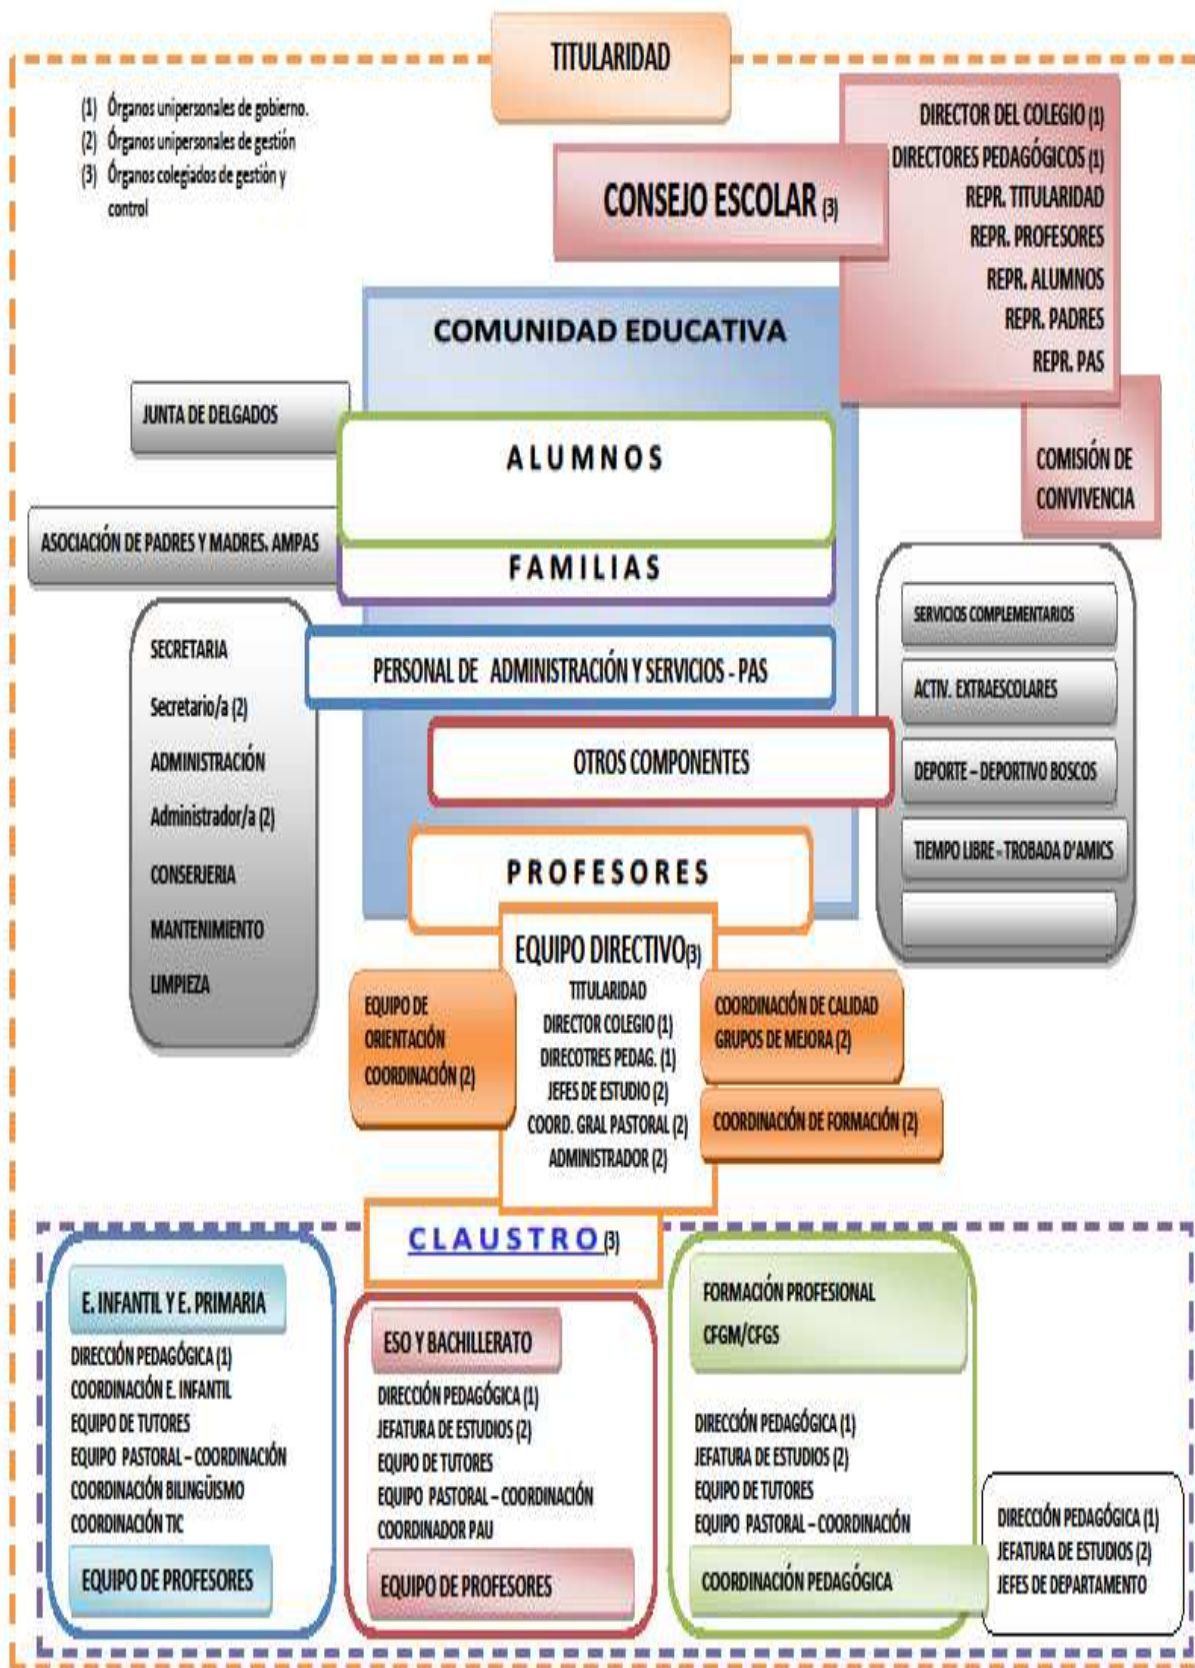 TITULARIDAD
(1) Órganos unipersonales de gobierno.
(2) Órganos unipersonales de gestión
(3) Órganos colegiados de gestión y
control
CONSEJO ESCOLAR (3)
DIRECTOR DEL COLEGIO (1)
DIRECTORES PEDAGÓGICOS (1)
REPR. TITULARIDAD
REPR. PROFESORES
REPR. ALUMNOS
REPR. PADRES
REPR. PAS
COMISIÓN DE
CONVIVENCIA
COMUNIDAD EDUCATIVA
JUNTA DE DELGADOS
ALUMNOS
ASOCIACIÓN DE PADRES Y MADRES. AMPAS
FAMILIAS
SECRETARIA
Secretario/a (2)
ADMINISTRACIÓN
Administrador/a (2)
CONSERJERIA
MANTENIMIENTO
LIMPIEZA
PERSONAL DE ADMINISTRACIÓN Y SERVICIOS - PAS
OTROS COMPONENTES
SERVICIOS COMPLEMENTARIOS
ACTIV. EXTRAESCOLARES
DEPORTE – DEPORTIVO BOSCOS
TIEMPO LIBRE – TROBADA D'AMICS
PROFESORES
EQUIPO DIRECTIVO(3)
TITULARIDAD
DIRECTOR COLEGIO (1)
DIRECOTRES PEDAG. (1)
JEFES DE ESTUDIO (2)
COORD. GRAL PASTORAL (2)
ADMINISTRADOR (2)
EQUIPO DE
ORIENTACIÓN
COORDINACIÓN (2)
COORDINACIÓN DE CALIDAD
GRUPOS DE MEJORA (2)
COORDINACIÓN DE FORMACIÓN (2)
CLAUSTRO (3)
E. INFANTIL Y E. PRIMARIA
DIRECCIÓN PEDAGÓGICA (1)
COORDINACIÓN E. INFANTIL
EQUIPO DE TUTORES
EQUIPO PASTORAL – COORDINACIÓN
COORDINACIÓN BILINGÜISMO
COORDINACIÓN TIC
EQUIPO DE PROFESORES
ESO Y BACHILLERATO
DIRECCIÓN PEDAGÓGICA (1)
JEFATURA DE ESTUDIOS (2)
EQUPO DE TUTORES
EQUIPO PASTORAL – COORDINACIÓN
COORDINADOR PAU
EQUIPO DE PROFESORES
FORMACIÓN PROFESIONAL
CFGM/CFGS
DIRECCIÓN PEDAGÓGICA (1)
JEFATURA DE ESTUDIOS (2)
EQUIPO DE TUTORES
EQUIPO PASTORAL – COORDINACIÓN
COORDINACIÓN PEDAGÓGICA
DIRECCIÓN PEDAGÓGICA (1)
JEFATURA DE ESTUDIOS (2)
JEFES DE DEPARTAMENTO